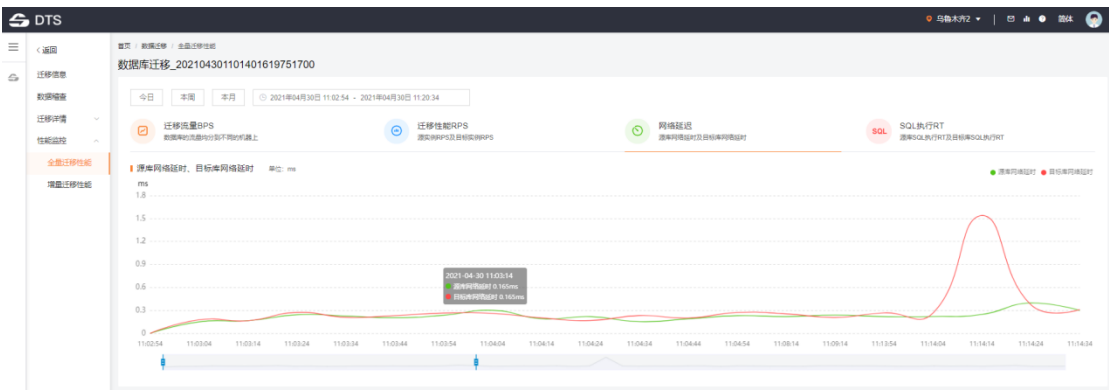 DTS
乌鲁木齐2
简体
返回
首页 / 数据迁移 / 全量迁移性能
数据库迁移_202104301101401619751700
迁移信息
数据稽查
迁移详情
性能监控
全量迁移性能
增量迁移性能
今日 本周 本月 2021年04月30日 11:02:54 - 2021年04月30日 11:20:34
迁移流量BPS
数据库的流量均分到不同的机器上
迁移性能RPS
源实例RPS及目标实例RPS
网络延迟
源库网络延时及目标库网络延时
SQL
SQL执行RT
源库SQL执行RT及目标库SQL执行RT
源库网络延时、目标库网络延时 单位: ms
源库网络延时 目标库网络延时
ms
1.8
1.5
1.2
0.9
0.6
0.3
0
2021-04-30 11:03:14
源库网络延时 0.165ms
目标库网络延时 0.165ms
11:02:54 11:03:04 11:03:14 11:03:24 11:03:34 11:03:44 11:03:54 11:04:04 11:04:14 11:04:24 11:04:34 11:04:44 11:04:54 11:08:14 11:09:14 11:13:54 11:14:04 11:14:14 11:14:24 11:14:34